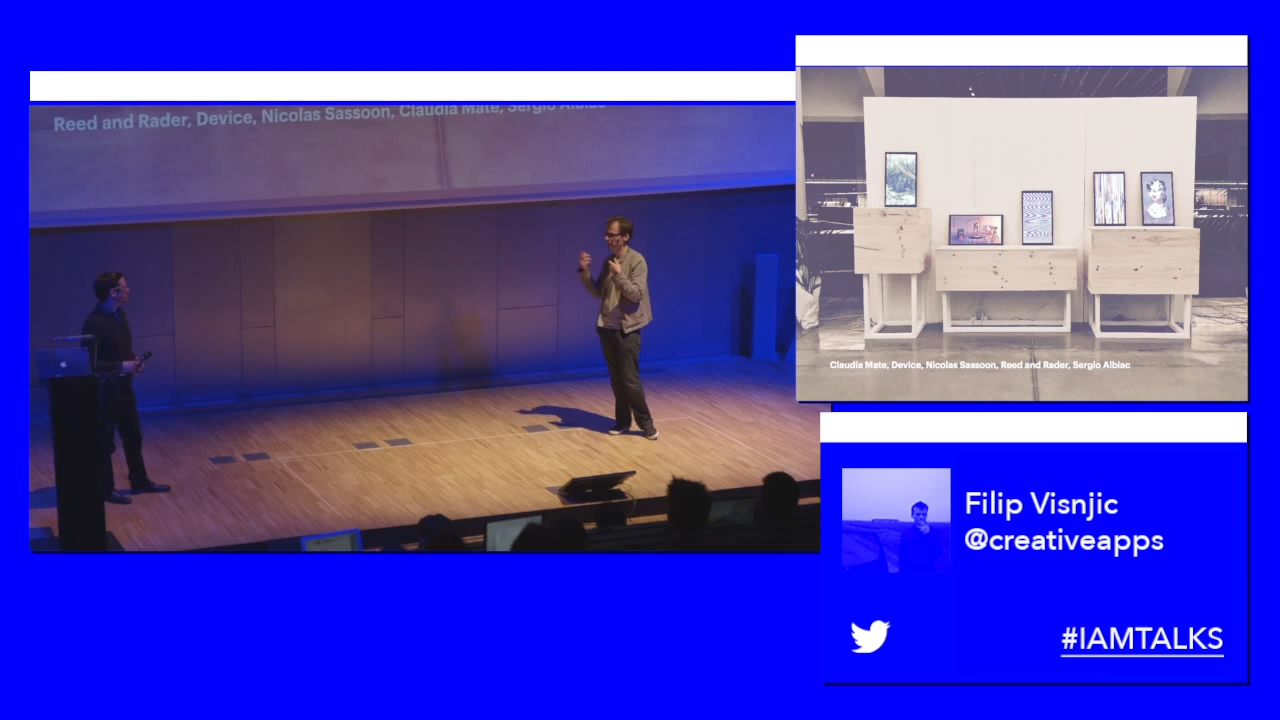 Reed and Rader, Device, Nicolas Sassoon, Claudia Mate, Sergio Albiac
Claudia Mate, Device, Nicolas Sassoon, Reed and Rader, Sergio Albiac
Filip Visnjic
@creativeapps
#IAMTALKS